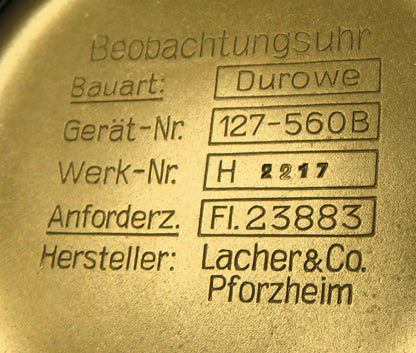 Beobachtungsuhr
Bauart: Durowe
Gerät-Nr. 127-560B
Werk-Nr. H 2217
Anforderz. Fl.23883
Hersteller: Lacher&Co.
Pforzheim